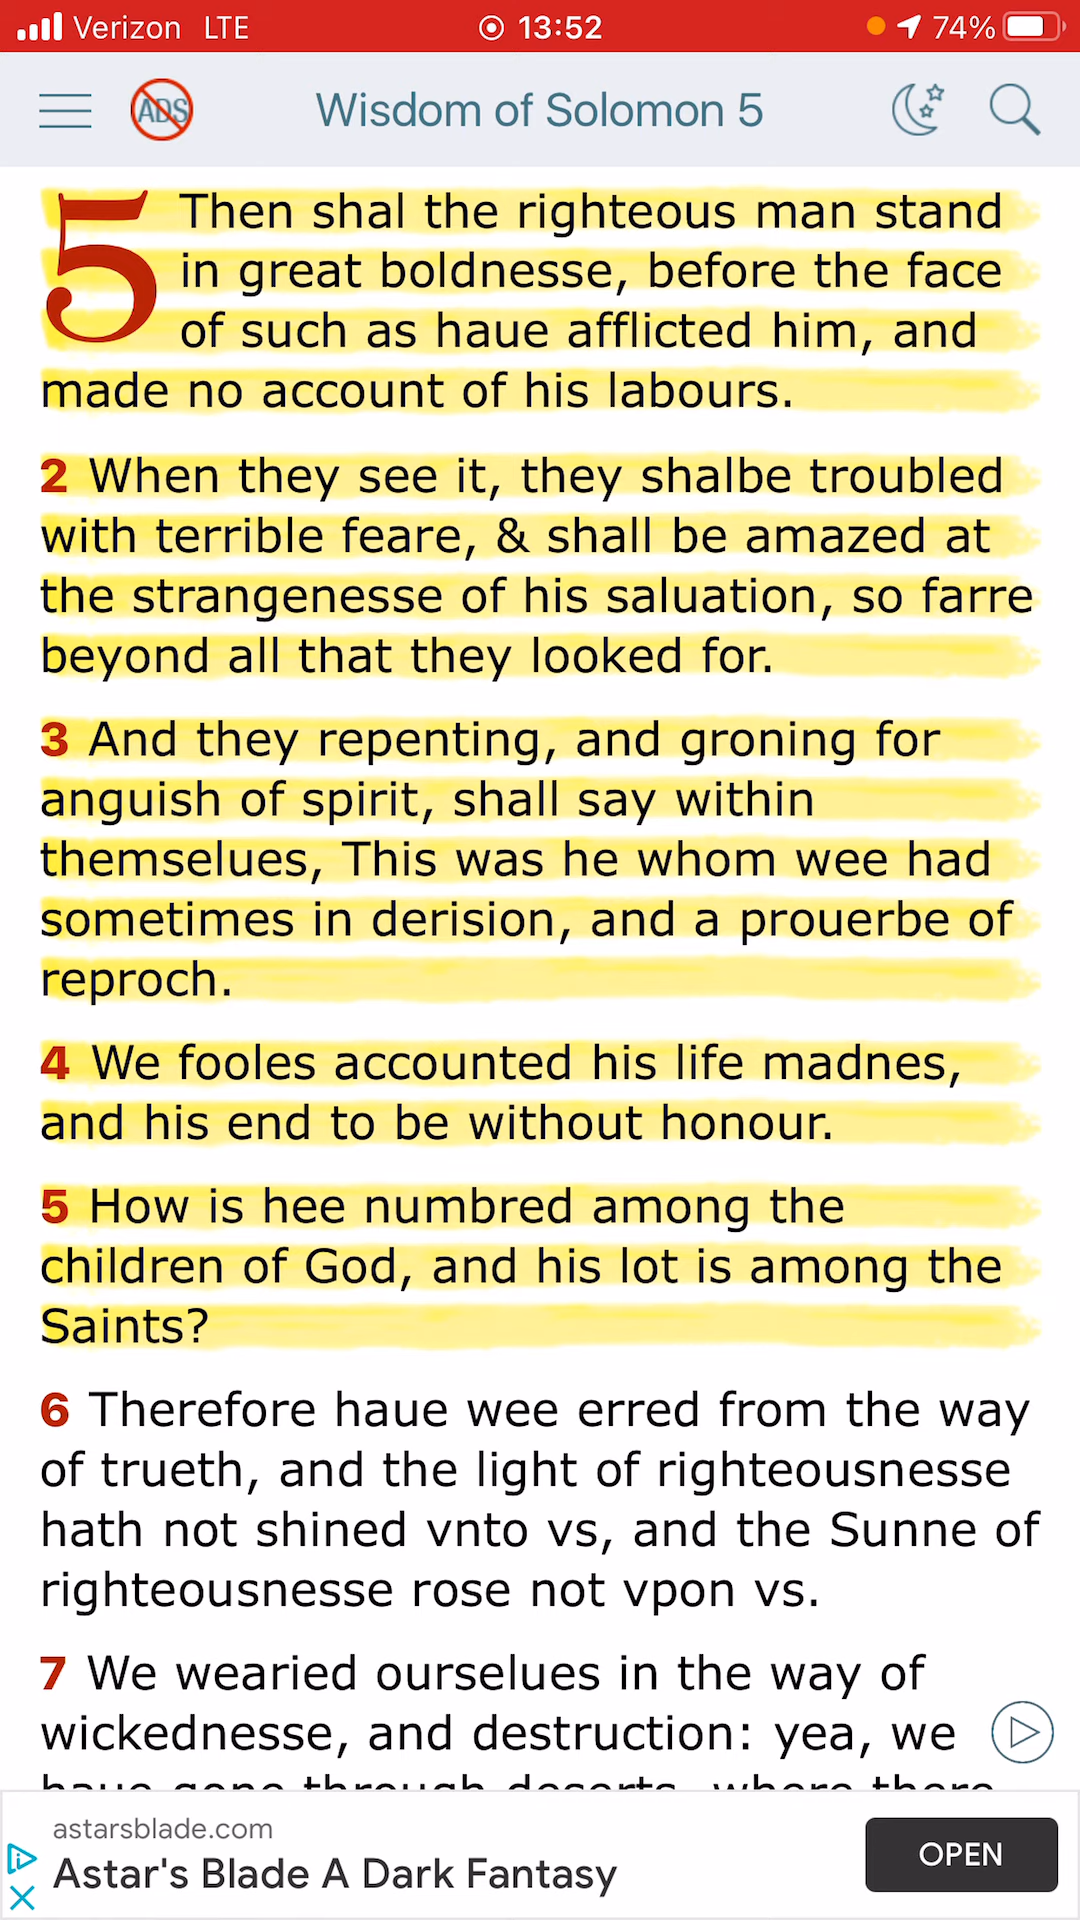 Verizon LTE 13:52 74%
ADS Wisdom of Solomon 5
5 Then shal the righteous man stand
in great boldnesse, before the face
of such as haue afflicted him, and
made no account of his labours.
2 When they see it, they shalbe troubled
with terrible feare, & shall be amazed at
the strangenesse of his saluation, so farre
beyond all that they looked for.
3 And they repenting, and groning for
anguish of spirit, shall say within
themselues, This was he whom wee had
sometimes in derision, and a prouerbe of
reproch.
4 We fooles accounted his life madnes,
and his end to be without honour.
5 How is hee numbred among the
children of God, and his lot is among the
Saints?
6 Therefore haue wee erred from the way
of trueth, and the light of righteousnesse
hath not shined vnto vs, and the Sunne of
righteousnesse rose not vpon vs.
7 We wearied ourselues in the way of
wickednesse, and destruction: yea, we
haue gone through deserts, where there
astarsblade.com
Astar's Blade A Dark Fantasy
OPEN